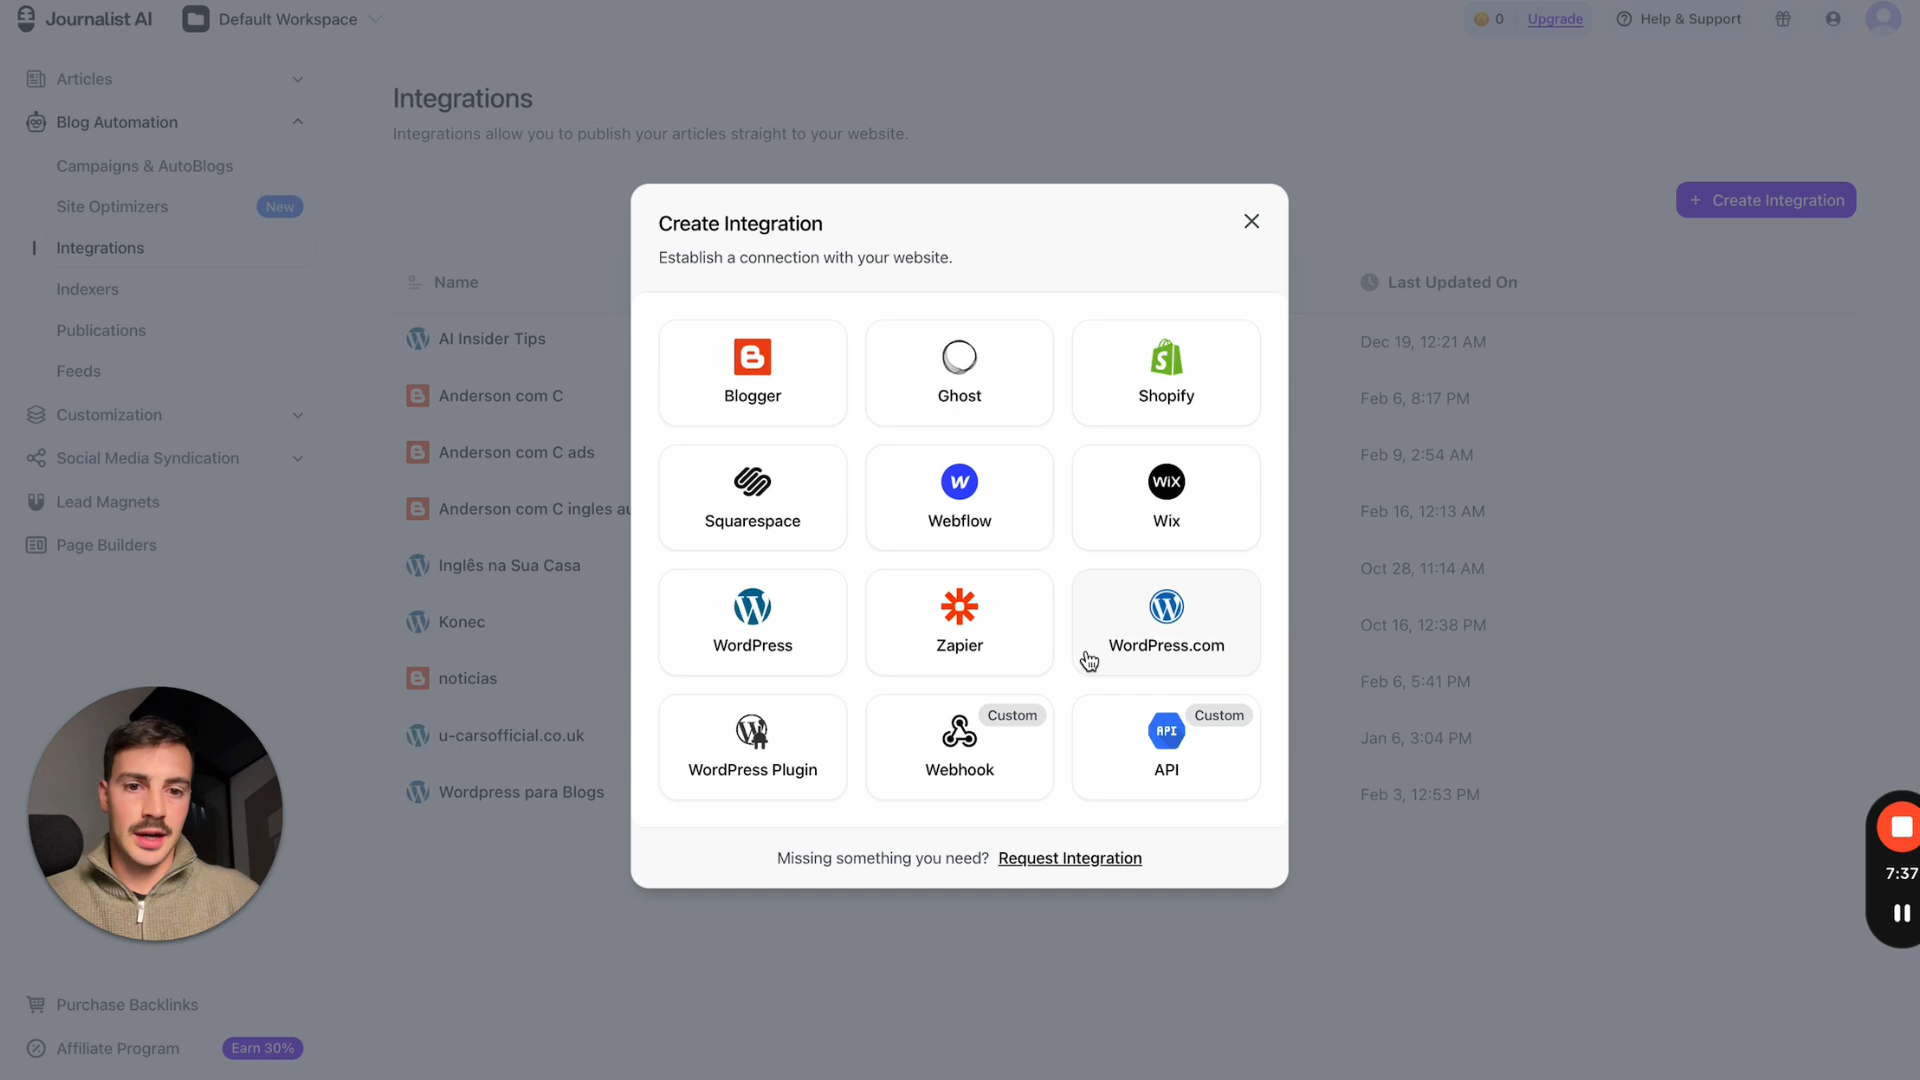 Journalist AI
Default Workspace
0
Upgrade
Help & Support
Articles
Blog Automation
Campaigns & AutoBlogs
Site Optimizers
New
Integrations
Indexers
Publications
Feeds
Customization
Social Media Syndication
Lead Magnets
Page Builders
Purchase Backlinks
Affiliate Program
Earn 30%
Integrations
Integrations allow you to publish your articles straight to your website.
+ Create Integration
Name
Last Updated On
AI Insider Tips
Dec 19, 12:21 AM
Anderson com C
Feb 6, 8:17 PM
Anderson com C ads
Feb 9, 2:54 AM
Anderson com C ingles au
Feb 16, 12:13 AM
Inglês na Sua Casa
Oct 28, 11:14 AM
Konec
Oct 16, 12:38 PM
noticias
Feb 6, 5:41 PM
u-carsofficial.co.uk
Jan 6, 3:04 PM
Wordpress para Blogs
Feb 3, 12:53 PM
Create Integration
Establish a connection with your website.
Blogger
Ghost
Shopify
Squarespace
Webflow
WiX
Wix
WordPress
Zapier
WordPress.com
WordPress Plugin
Custom
Webhook
Custom
API
API
Missing something you need? Request Integration
7:37